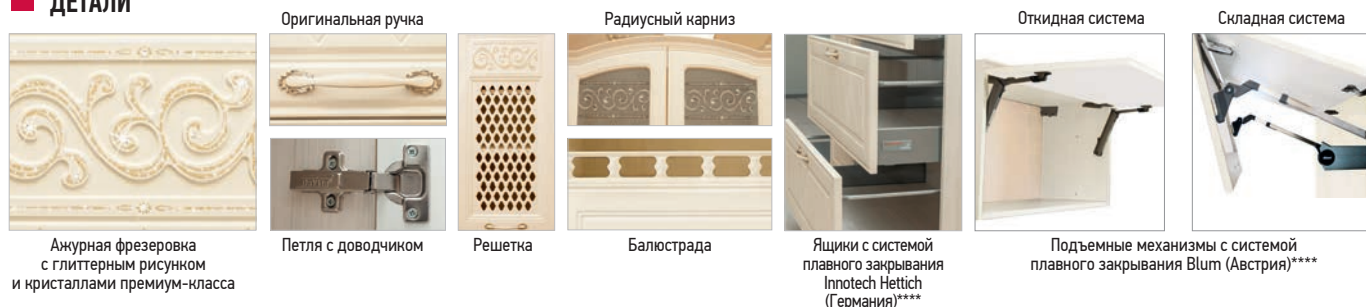 ДЕТАЛИ
Оригинальная ручка
Радиусный карниз
Откидная система
Складная система
Ажурная фрезеровка
с глиттерным рисунком
и кристаллами премиум-класса
Петля с доводчиком
Решетка
Балюстрада
Ящики с системой
плавного закрывания
Innotech Hettich
(Германия)****
Подъемные механизмы с системой
плавного закрывания Blum (Австрия)****